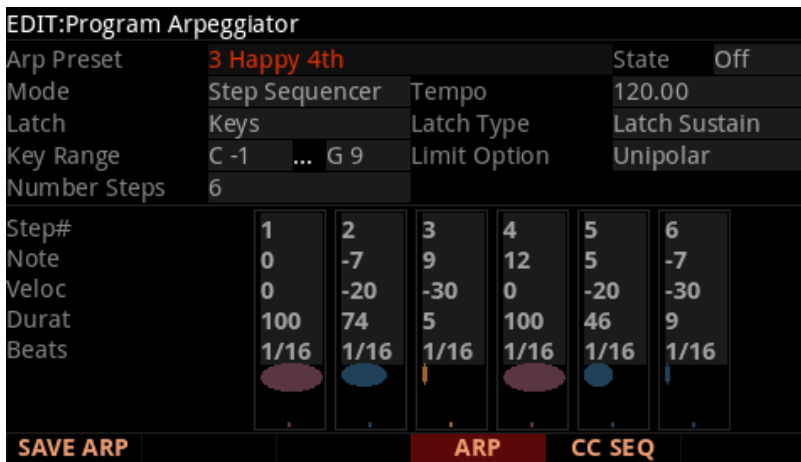 EDIT:Program Arpeggiator
Arp Preset 3 Happy 4th State Off
Mode Step Sequencer Tempo 120.00
Latch Keys Latch Type Latch Sustain
Key Range C -1 ... G 9 Limit Option Unipolar
Number Steps 6
Step# 1 2 3 4 5 6
Note 0 -7 9 12 5 -7
Veloc 0 -20 -30 0 -20 -30
Durat 100 74 5 100 46 9
Beats 1/16 1/16 1/16 1/16 1/16 1/16
SAVE ARP ARP CC SEQ